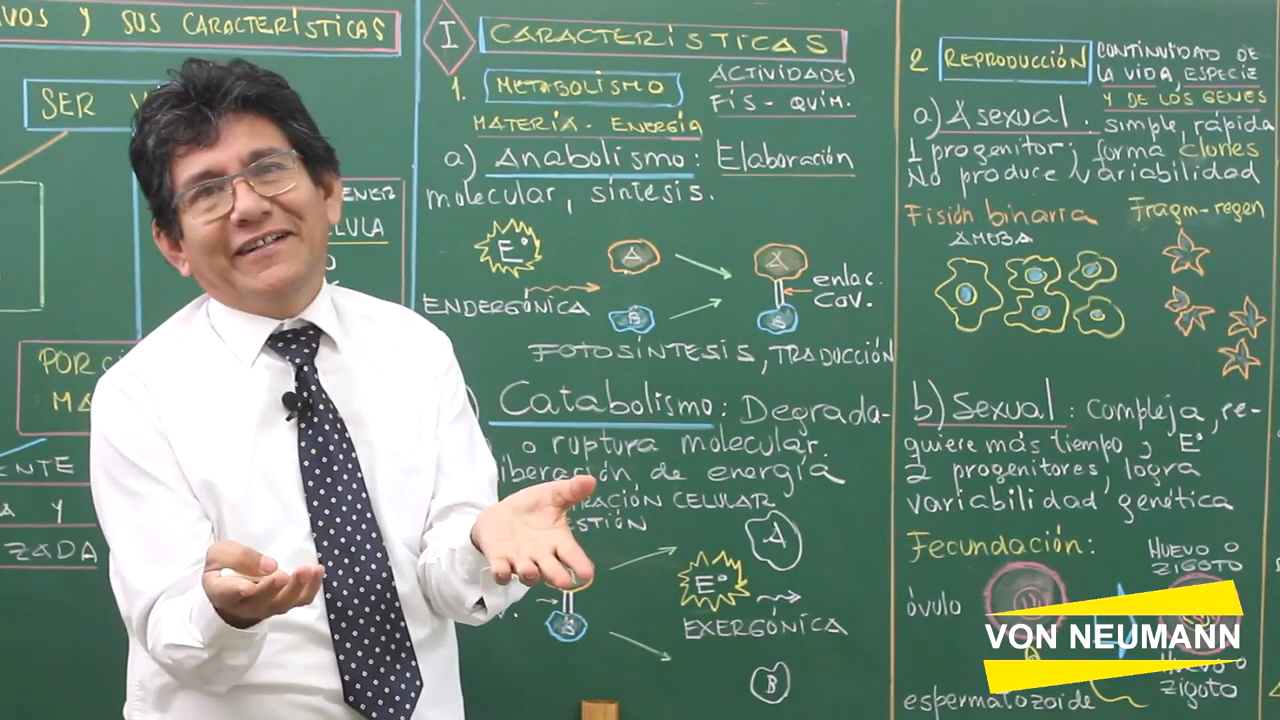 VOS Y SUS CARACTERÍSTICAS
SER
ENER
LULA
O
POR C
MA
ENTE
A Y
ZADA
I CARACTERÍSTICAS
1. METABOLISMO ACTIVIDADES
FÍS - QUÍM.
MATERIA - ENERGÍA
a) Anabolismo: Elaboración
molecular, síntesis.
E°
A
A
ENDERGÓNICA
B
B
enlac.
cov.
FOTOSÍNTESIS, TRADUCCIÓN
) Catabolismo: Degrada-
o ruptura molecular.
iberación de energía
RACIÓN CELULAR
ESTIÓN
A
E°
B
EXERGÓNICA
B
2 REPRODUCCIÓN CONTINUIDAD DE
LA VIDA, ESPECIE
Y DE LOS GENES
a) Asexual. simple, rápida
1 progenitor; forma clones
No produce variabilidad
Fisión binaria Fragm-regen
AMEBA
b) Sexual: Compleja, re-
quiere más tiempo y E°
2 progenitores, logra
variabilidad genética
Fecundación: HUEVO O
ZIGOTO
óvulo
VON NEUMANN
Huevo o
zigoto
espermatozoide